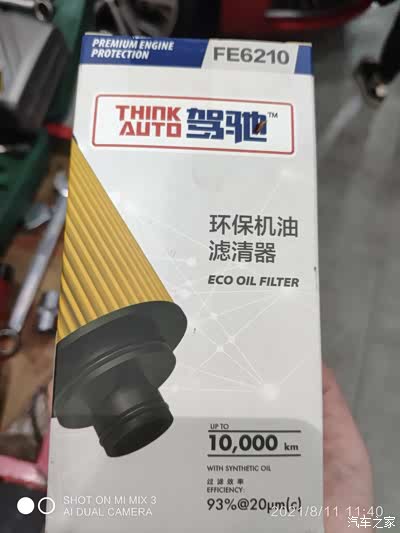 PREMIUM ENGINE
PROTECTION
FE6210
THINK
AUTO
驾驰™
环保机油
滤清器
ECO OIL FILTER
UP TO
10,000 km
WITH SYNTHETIC OIL
过滤效率
EFFICIENCY:
93%@20μm(c)
SHOT ON MI MIX 3
AI DUAL CAMERA
2021/8/11 11:40
汽车之家